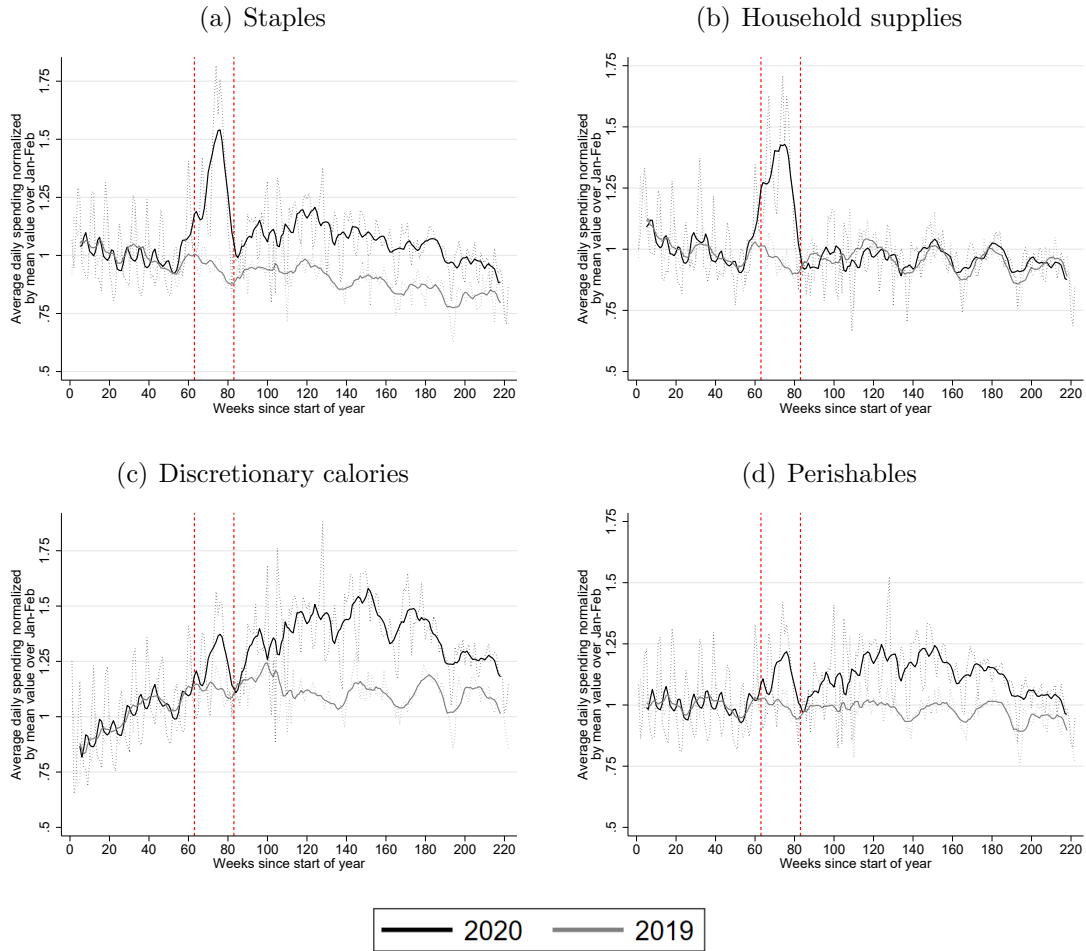 (a) Staples
Average daily spending normalized
by mean value over Jan-Feb
1.75
1.5
1.25
1
.75
.5
0 20 40 60 80 100 120 140 160 180 200 220
Weeks since start of year
(b) Household supplies
Average daily spending normalized
by mean value over Jan-Feb
1.75
1.5
1.25
1
.75
.5
0 20 40 60 80 100 120 140 160 180 200 220
Weeks since start of year
(c) Discretionary calories
Average daily spending normalized
by mean value over Jan-Feb
1.75
1.5
1.25
1
.75
.5
0 20 40 60 80 100 120 140 160 180 200 220
Weeks since start of year
(d) Perishables
Average daily spending normalized
by mean value over Jan-Feb
1.75
1.5
1.25
1
.75
.5
0 20 40 60 80 100 120 140 160 180 200 220
Weeks since start of year
2020 2019